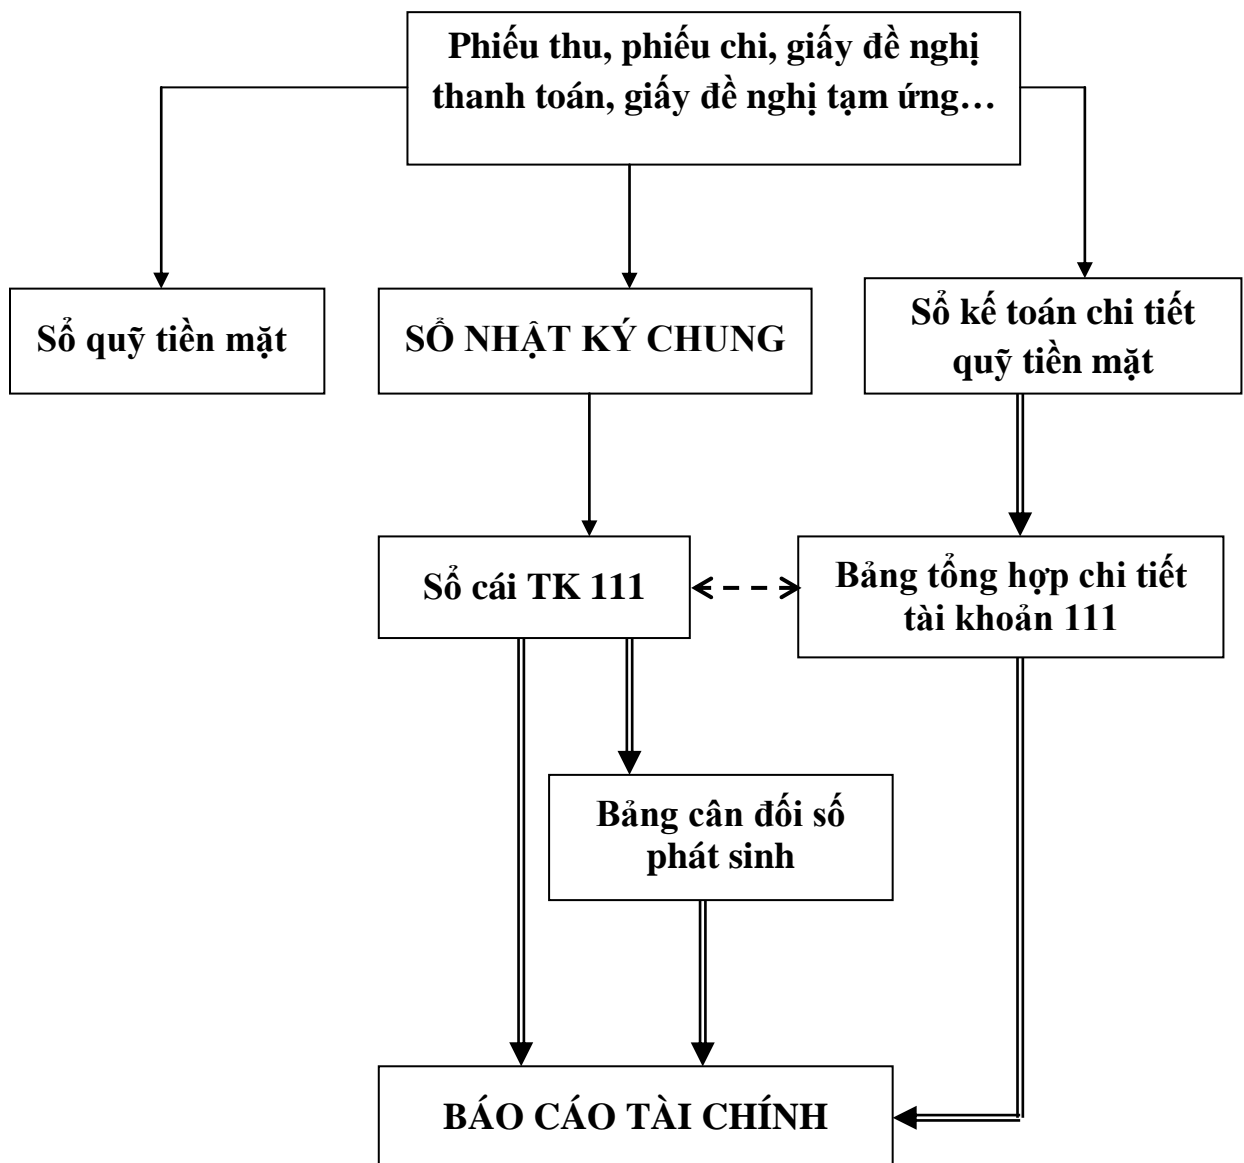 Phiếu thu, phiếu chi, giấy đề nghị
thanh toán, giấy đề nghị tạm ứng…
Sổ quỹ tiền mặt
SỔ NHẬT KÝ CHUNG
Sổ kế toán chi tiết
quỹ tiền mặt
Sổ cái TK 111
Bảng tổng hợp chi tiết
tài khoản 111
Bảng cân đối số
phát sinh
BÁO CÁO TÀI CHÍNH